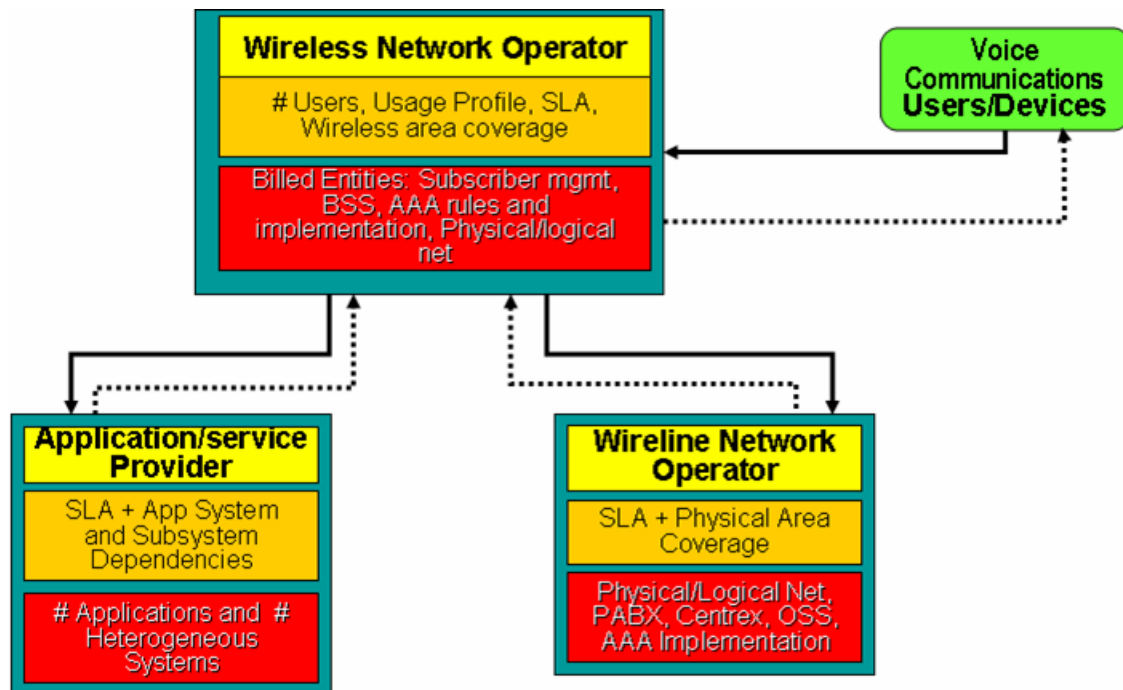 Wireless Network Operator
# Users, Usage Profile, SLA,
Wireless area coverage
Billed Entities: Subscriber mgmt,
BSS, AAA rules and
implementation, Physical/logical
net
Voice
Communications
Users/Devices
Application/service
Provider
SLA + App System
and Subsystem
Dependencies
# Applications and #
Heterogeneous
Systems
Wireline Network
Operator
SLA + Physical Area
Coverage
Physical/Logical Net,
PABX, Centrex, OSS,
AAA Implementation